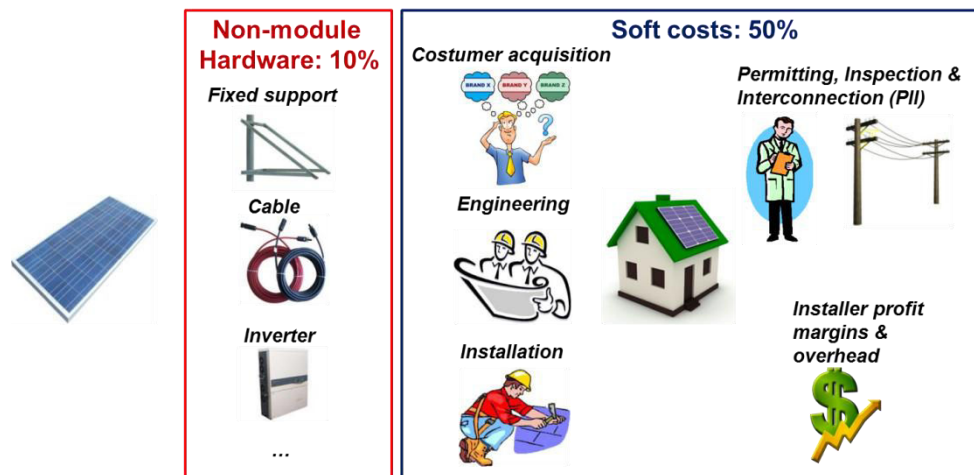 Non-module
Hardware: 10%
Fixed support
Cable
Inverter
...
Soft costs: 50%
Costumer acquisition
BRAND X
BRAND Y
BRAND Z
?
Engineering
Installation
Permitting, Inspection &
Interconnection (PII)
Installer profit
margins &
overhead
$